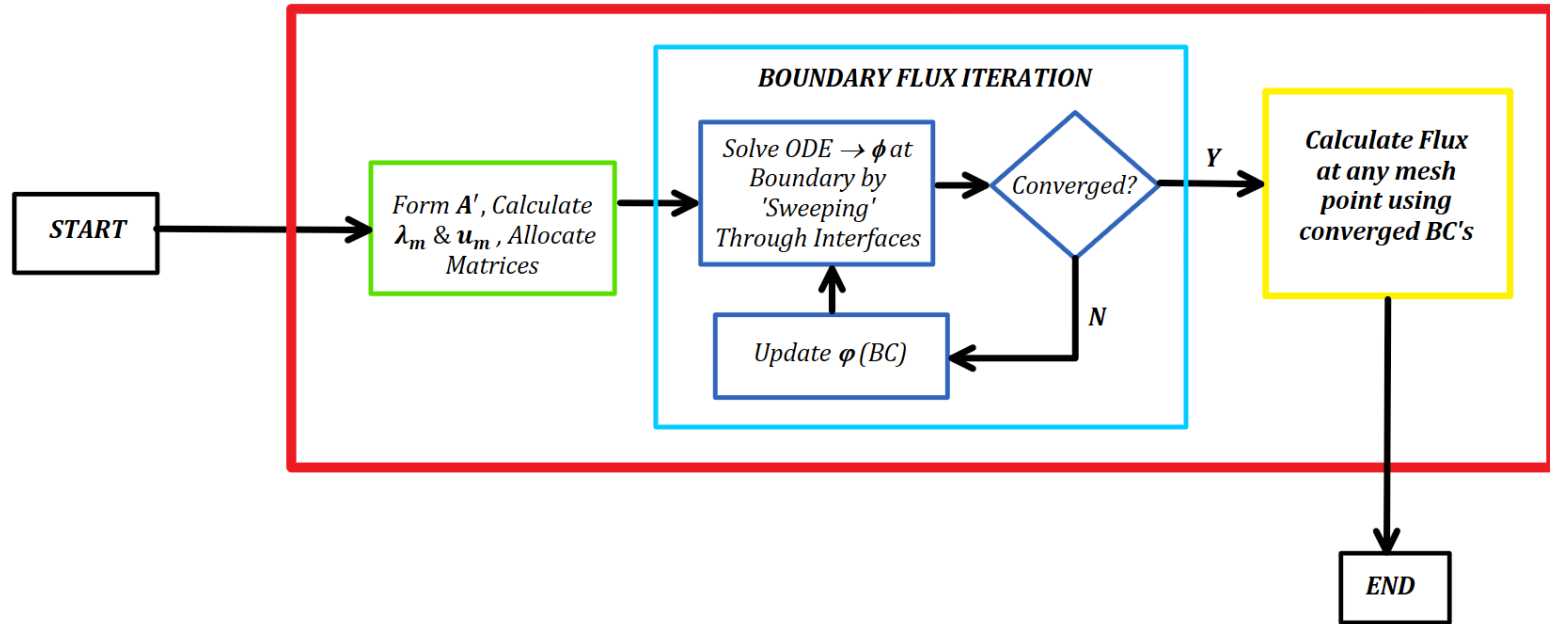 BOUNDARY FLUX ITERATION
START
Form A′, Calculate
λm & um , Allocate
Matrices
Solve ODE → ϕ at
Boundary by
'Sweeping'
Through Interfaces
Converged?
Y
N
Update φ (BC)
Calculate Flux
at any mesh
point using
converged BC's
END